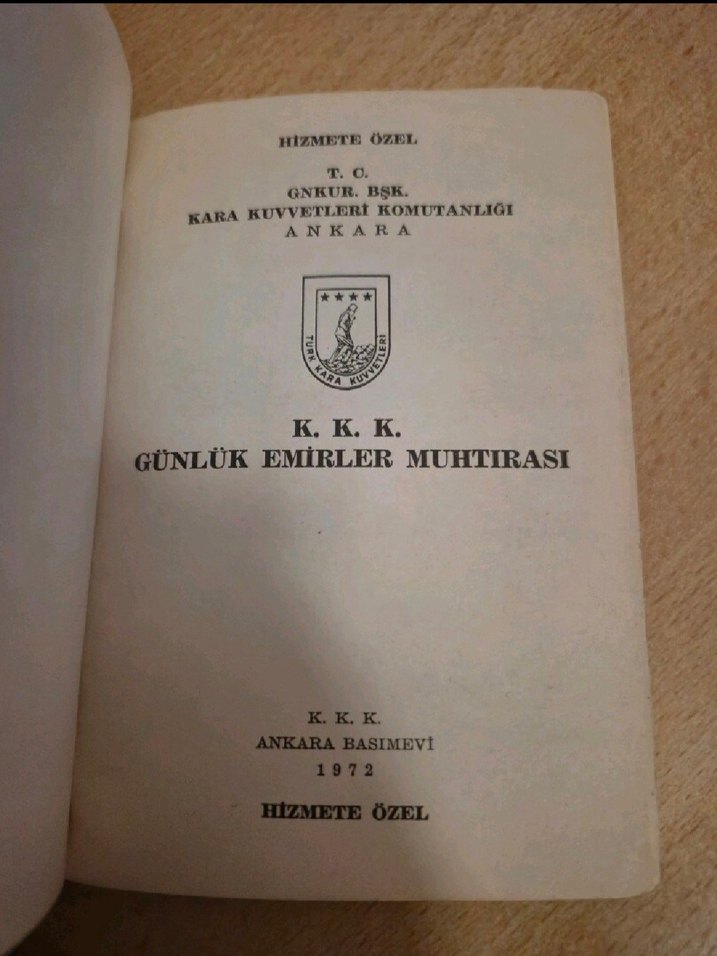 HİZMETE ÖZEL
T. C.
GNKUR. BŞK.
KARA KUVVETLERİ KOMUTANLIĞI
ANKARA
TÜRK KARA KUVVETLERİ
K. K. K.
GÜNLÜK EMİRLER MUHTIRASI
K. K. K.
ANKARA BASIMEVİ
1972
HİZMETE ÖZEL